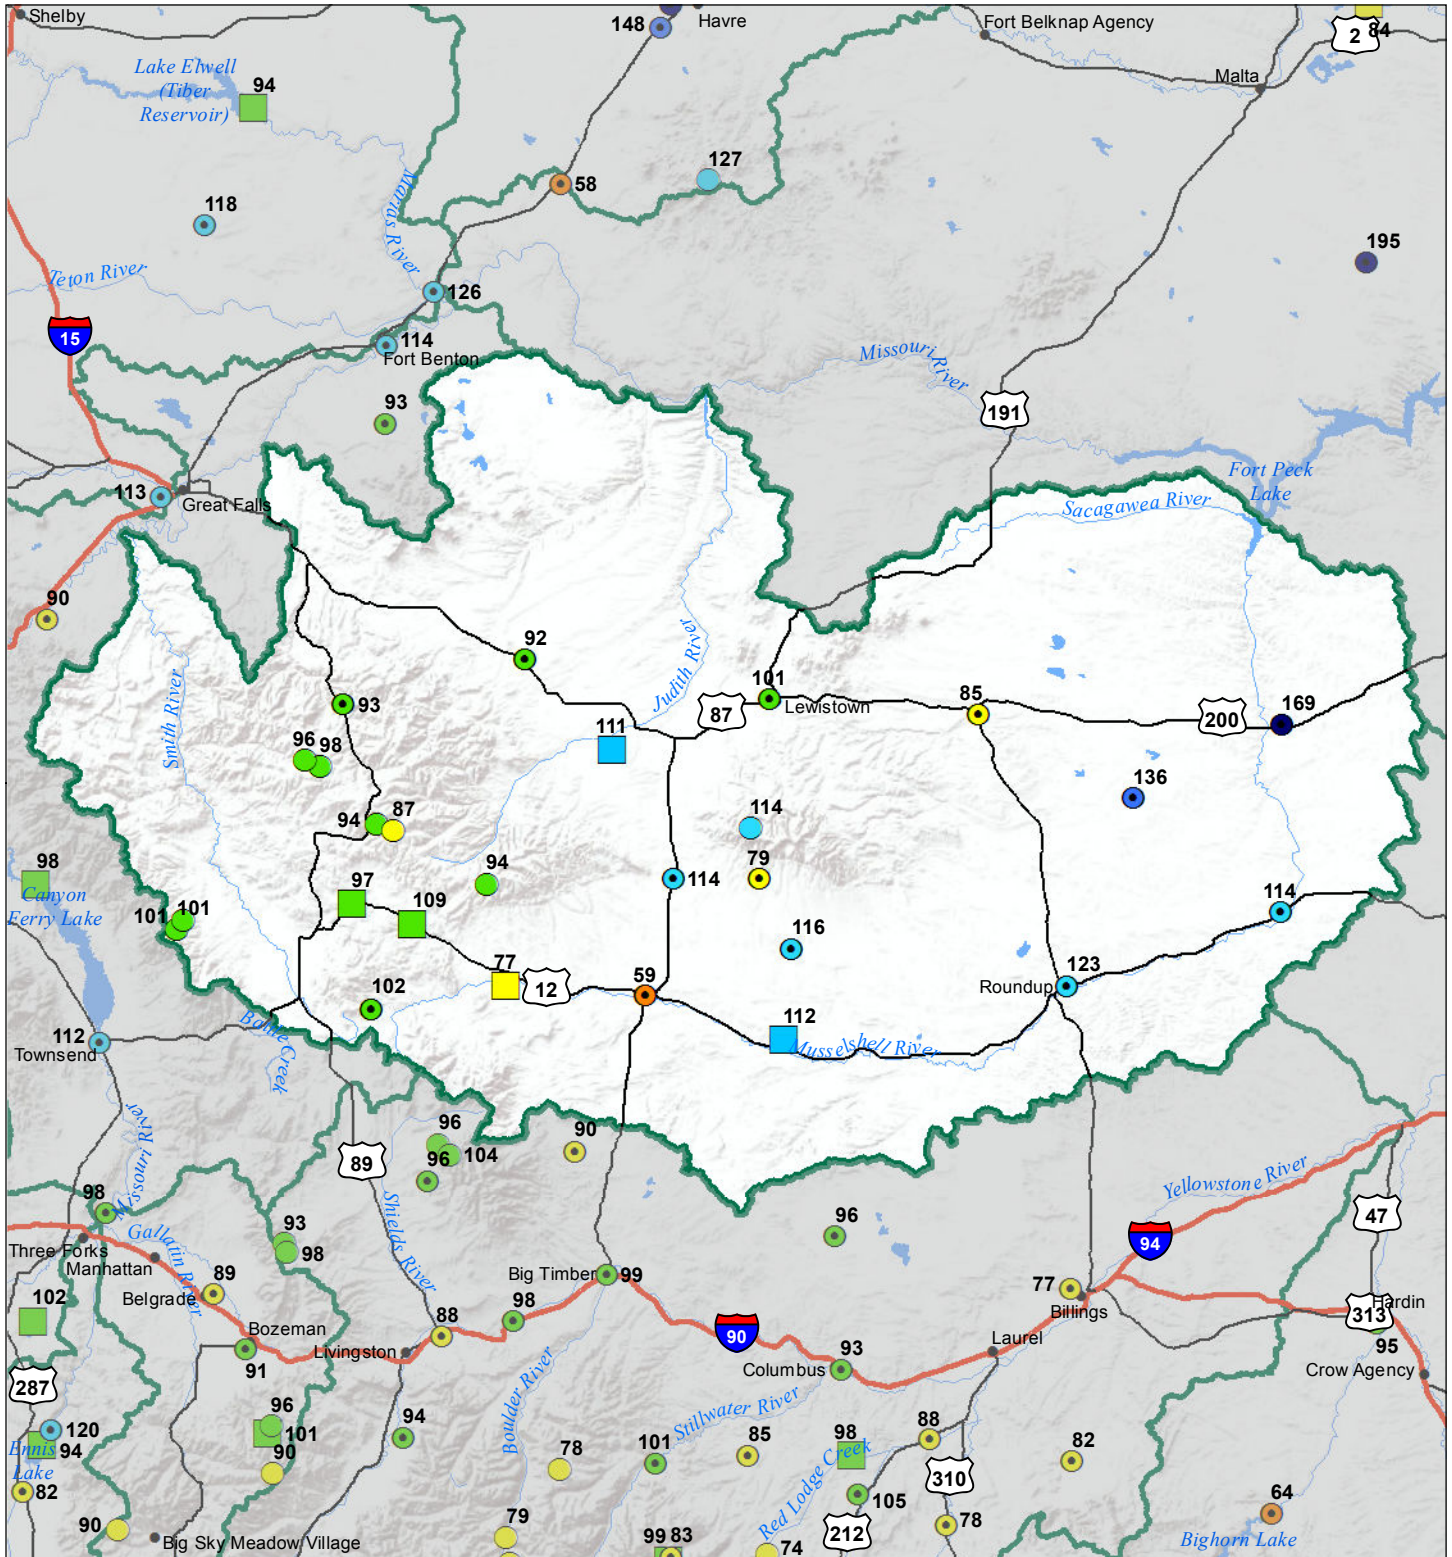 Shelby
148
Havre
Fort Belknap Agency
2
84
Lake Elwell
(Tiber
Reservoir)
94
Malta
127
58
Marias River
118
195
Teton River
126
15
114
Fort Benton
Missouri River
191
93
Fort Peck
Lake
113
Great Falls
Sacagawea River
90
92
Judith River
Smith River
93
101
Lewistown
87
85
200
169
111
96
98
136
94
87
114
98
94
79
114
Canyon
Ferry Lake
97
109
114
101
101
116
77
12
59
123
Roundup
102
112
Battle Creek
Musselshell River
112
Townsend
Missouri River
96
104
96
90
89
Yellowstone River
98
Shields River
47
Gallatin River
93
98
96
Three Forks
Manhattan
94
Big Timber
99
89
Belgrade
77
Billings
102
98
313
Hardin
Bozeman
88
90
95
Livingston
91
93
Columbus
Laurel
Crow Agency
287
Boulder River
Stillwater River
96
120
101
94
88
94
Ennis
Lake
90
78
101
85
98
82
Red Lodge Creek
310
82
105
64
90
79
212
78
Big Sky Meadow Village
99
83
74
Bighorn Lake